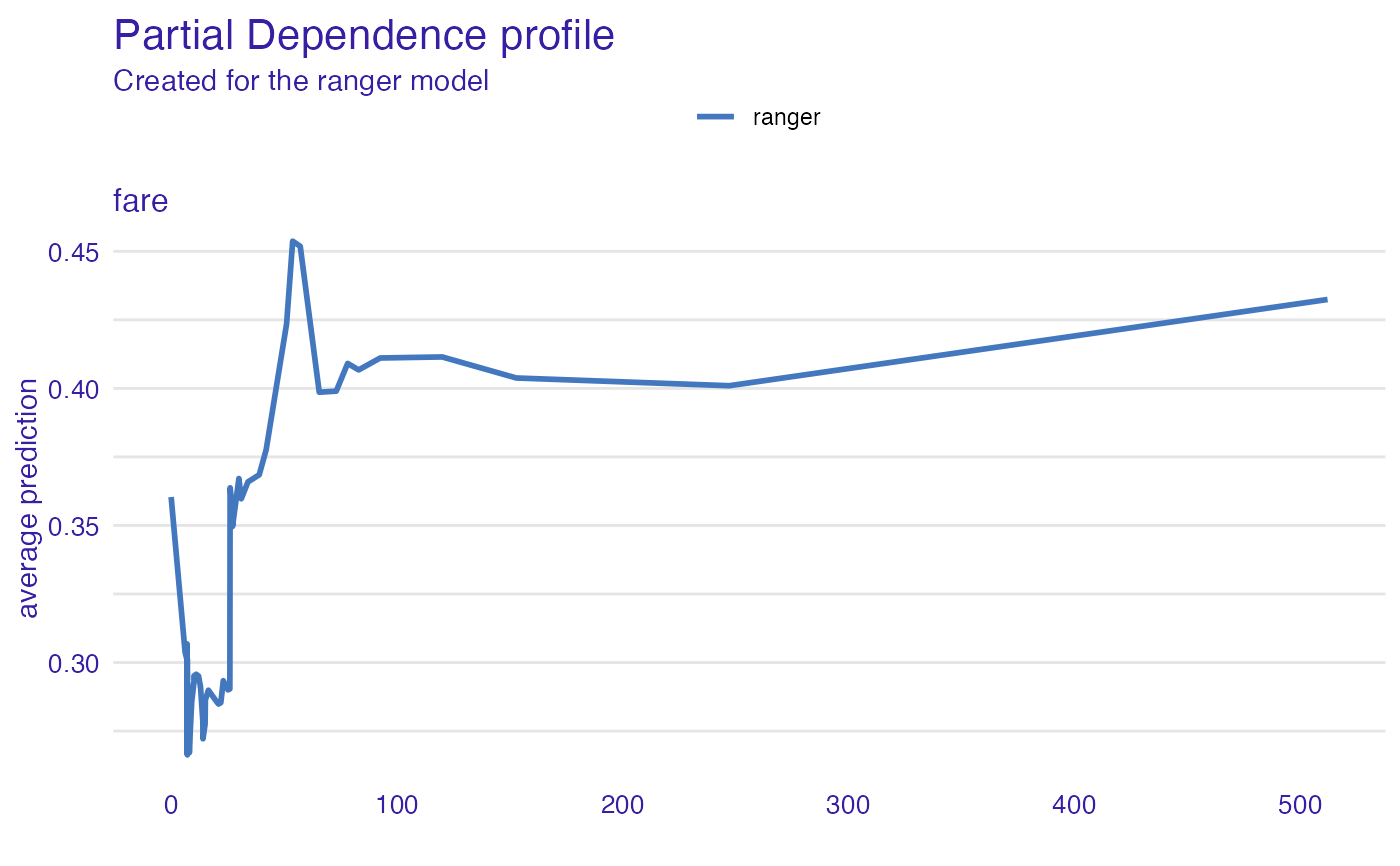 Partial Dependence profile
Created for the ranger model
ranger
fare
average prediction
0.45
0.40
0.35
0.30
0 100 200 300 400 500